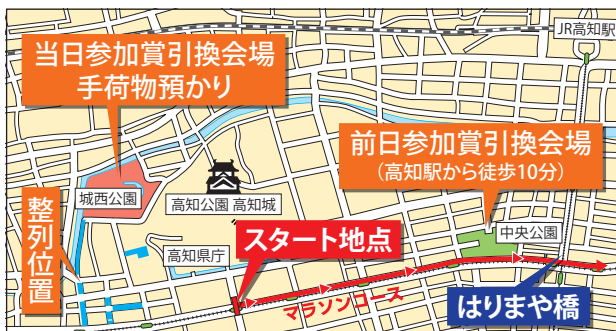 JR高知駅
当日参加賞引換会場
手荷物預かり
前日参加賞引換会場
(高知駅から徒歩10分)
城西公園
高知公園 高知城
整列位置
高知県庁
スタート地点
中央公園
マラソンコース
はりまや橋